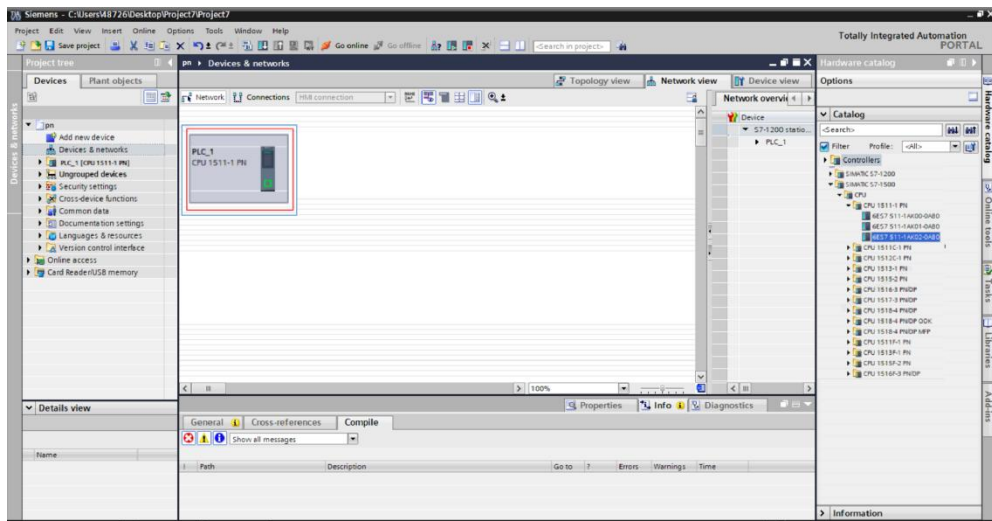 Siemens - C:\Users\48726\Desktop\Project7\Project7
Project Edit View Insert Online Options Tools Window Help
Save project Go online Go offline <Search in project>
Totally Integrated Automation
PORTAL
Project tree
Devices Plant objects
pn
Add new device
Devices & networks
PLC_1 [CPU 1511-1 PN]
Ungrouped devices
Security settings
Cross-device functions
Common data
Documentation settings
Languages & resources
Version control interface
Online access
Card Reader/USB memory
Devices & networks
Details view
Name
pn Devices & networks
Topology view Network view Device view
Network Connections HMI connection
Network overvi
PLC_1
CPU 1511-1 PN
Device
S7-1200 statio...
PLC_1
100%
Properties Info Diagnostics
General Cross-references Compile
Show all messages
! Path Description Go to ? Errors Warnings Time
Hardware catalog
Options
Catalog
<Search>
Filter Profile: <All>
Controllers
SIMATIC S7-1200
SIMATIC S7-1500
CPU
CPU 1511-1 PN
6ES7 511-1AK00-0AB0
6ES7 511-1AK01-0AB0
6ES7 511-1AK02-0AB0
CPU 1511C-1 PN
CPU 1512C-1 PN
CPU 1513-1 PN
CPU 1515-2 PN
CPU 1516-3 PN/DP
CPU 1517-3 PN/DP
CPU 1518-4 PN/DP
CPU 1518-4 PN/DP ODK
CPU 1518-4 PN/DP MFP
CPU 1511F-1 PN
CPU 1513F-1 PN
CPU 1515F-2 PN
CPU 1516F-3 PN/DP
Information
Hardware catalog
Online tools
Tasks
Libraries
Add-ins